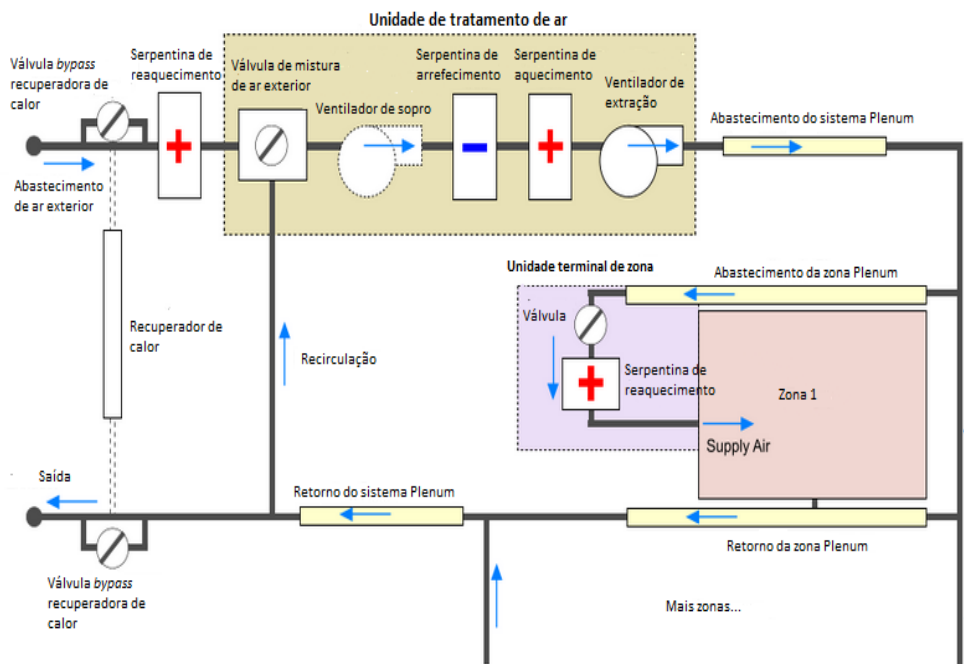 Unidade de tratamento de ar
Válvula bypass
recuperadora de
calor
Serpentina de
reaquecimento
Válvula de mistura
de ar exterior
Ventilador de sopro
Serpentina de
arrefecimento
Serpentina de
aquecimento
Ventilador de
extração
Abastecimento do sistema Plenum
Abastecimento
de ar exterior
Unidade terminal de zona
Abastecimento da zona Plenum
Válvula
Serpentina de
reaquecimento
Zona 1
Supply Air
Recuperador de
calor
Recirculação
Saída
Retorno do sistema Plenum
Retorno da zona Plenum
Válvula bypass
recuperadora de
calor
Mais zonas...